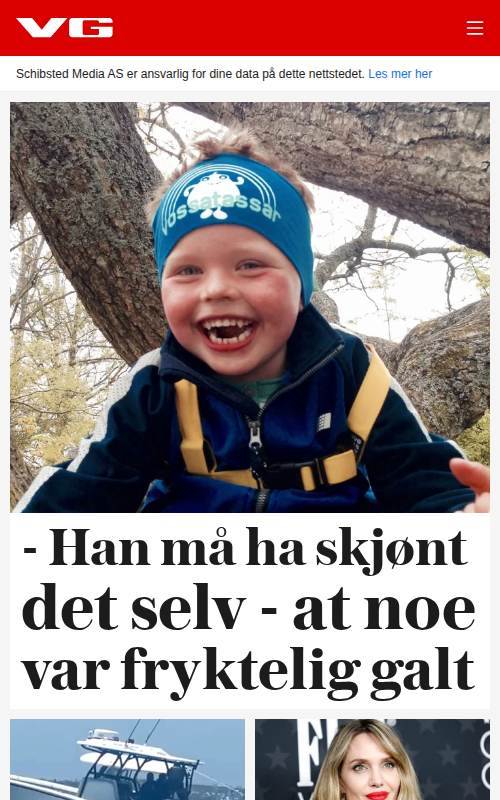 VG
Schibsted Media AS er ansvarlig for dine data på dette nettstedet. Les mer her
Vossatassar
- Han må ha skjønt
det selv - at noe
var fryktelig galt